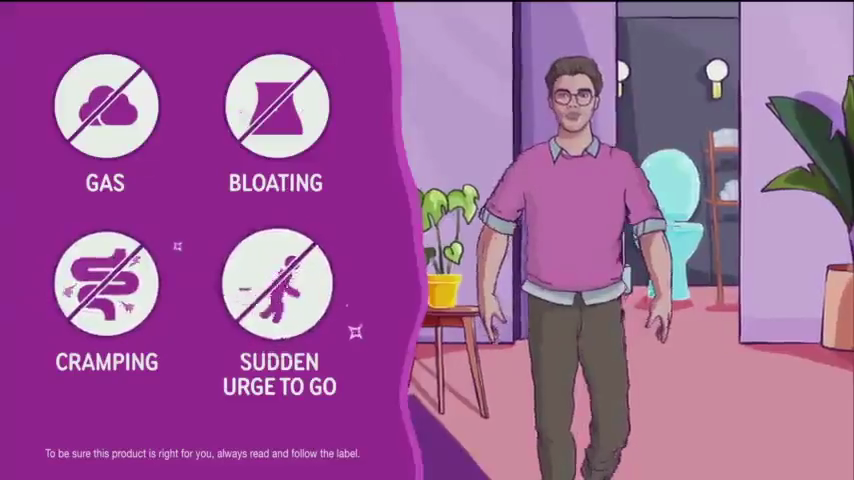 GAS
BLOATING
CRAMPING
SUDDEN
URGE TO GO
To be sure this product is right for you, always read and follow the label.